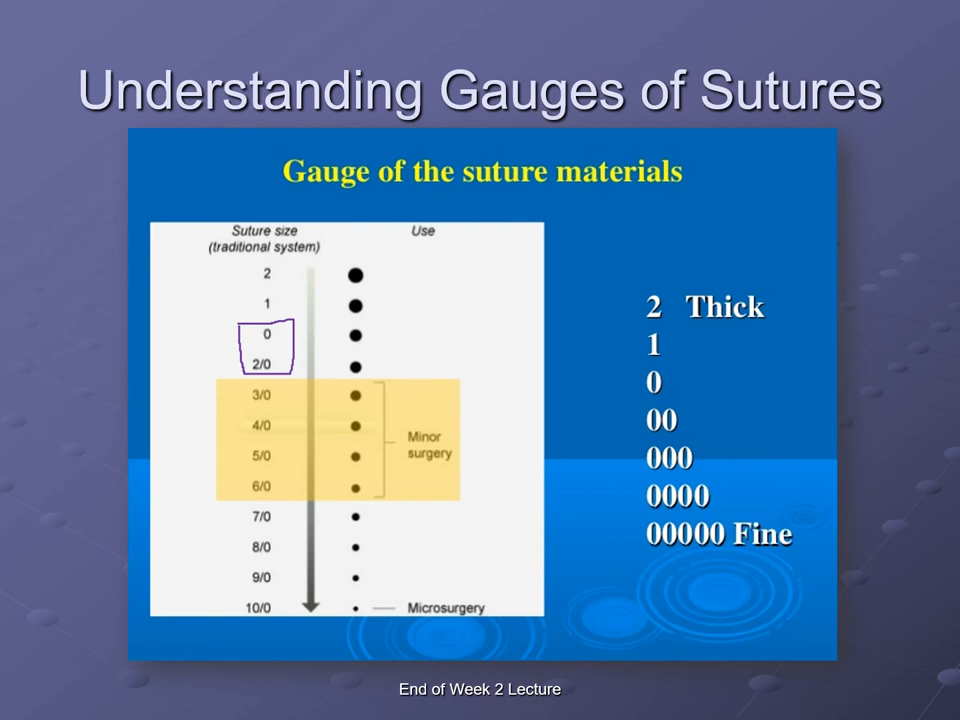 Understanding Gauges of Sutures
Gauge of the suture materials
Suture size
(traditional system)
Use
2
1
0
2/0
3/0
4/0
5/0
6/0
7/0
8/0
9/0
10/0
Minor
surgery
Microsurgery
2 Thick
1
0
00
000
0000
00000 Fine
End of Week 2 Lecture